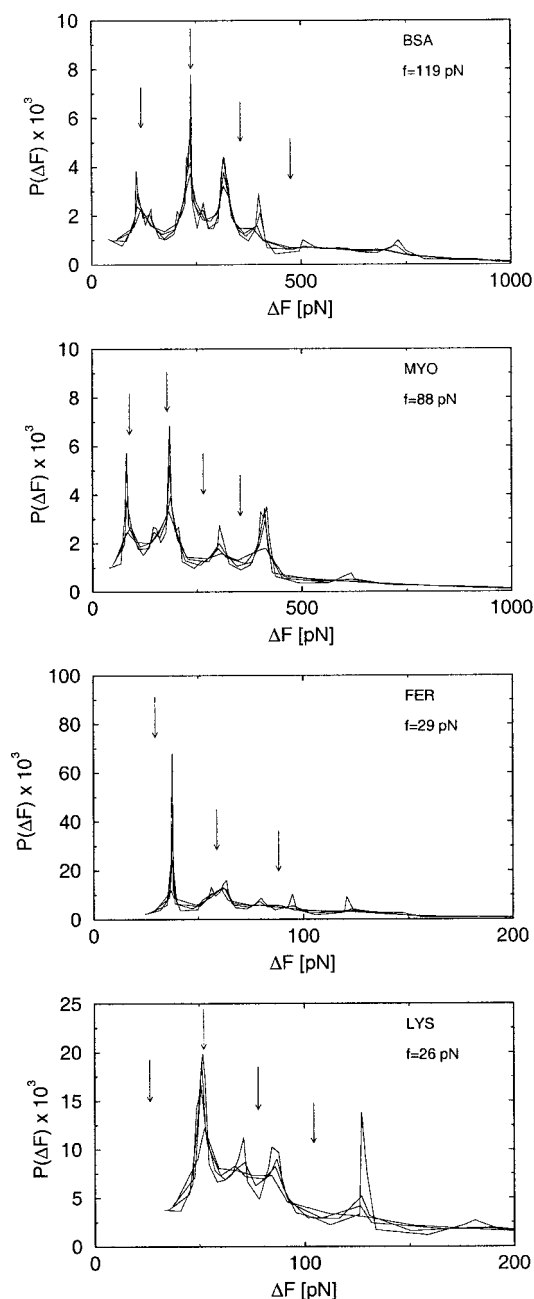 10
8
6
4
2
0
P(ΔF) x 10³
BSA
f=119 pN
0
500
1000
ΔF [pN]
10
8
6
4
2
0
P(ΔF) x 10³
MYO
f=88 pN
0
500
1000
ΔF [pN]
100
80
60
40
20
0
P(ΔF) x 10³
FER
f=29 pN
0
100
200
ΔF [pN]
25
20
15
10
5
0
P(ΔF) x 10³
LYS
f=26 pN
0
100
200
ΔF [pN]